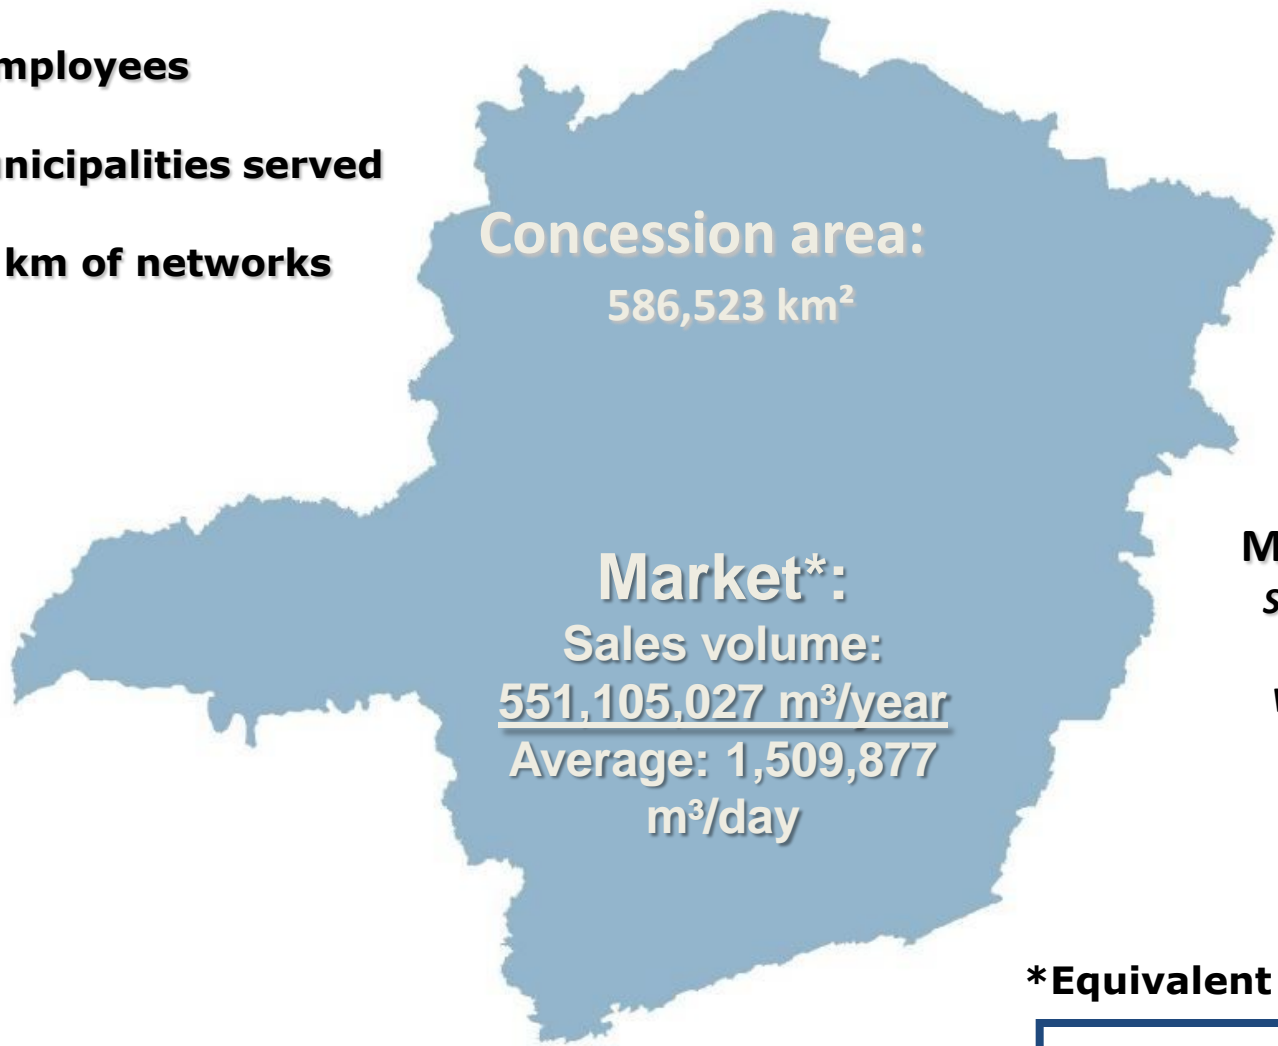 mployees
nicipalities served
km of networks
Concession area:
586,523 km²
Market*:
Sales volume:
551,105,027 m³/year
Average: 1,509,877
m³/day
M
S
*Equivalent